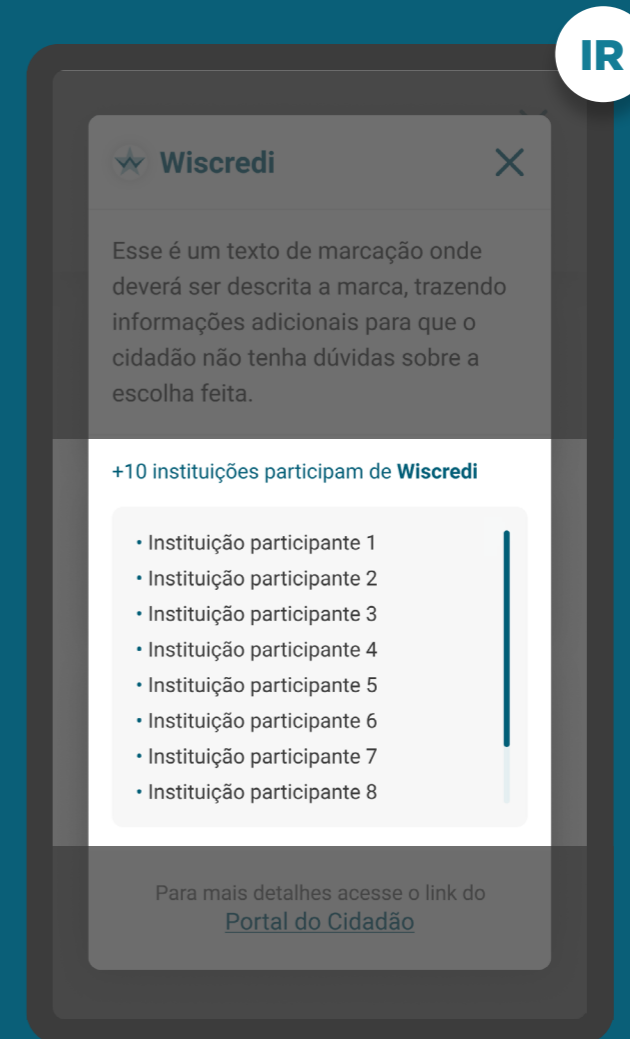 IR
Wiscredi
Esse é um texto de marcação onde
deverá ser descrita a marca, trazendo
informações adicionais para que o
cidadão não tenha dúvidas sobre a
escolha feita.
+10 instituições participam de Wiscredi
• Instituição participante 1
• Instituição participante 2
• Instituição participante 3
• Instituição participante 4
• Instituição participante 5
• Instituição participante 6
• Instituição participante 7
• Instituição participante 8
Para mais detalhes acesse o link do
Portal do Cidadão